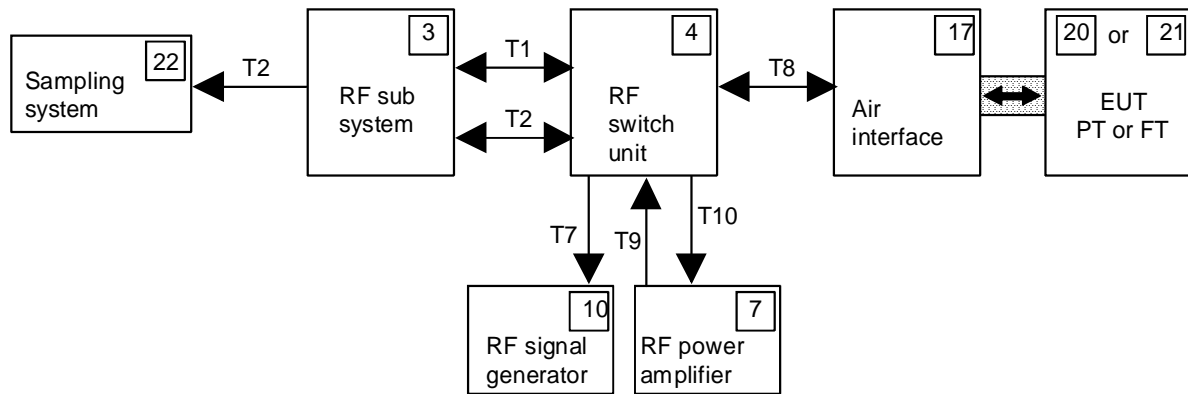 22
Sampling
system
T2
3
RF sub
system
T1
T2
4
RF
switch
unit
T8
17
Air
interface
20 or 21
EUT
PT or FT
T7
T9
T10
10
RF signal
generator
7
RF power
amplifier